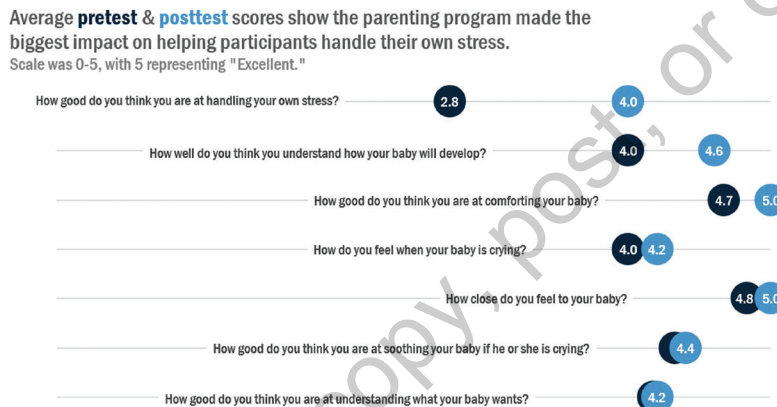 Average pretest & posttest scores show the parenting program made the
biggest impact on helping participants handle their own stress.
Scale was 0-5, with 5 representing "Excellent."
How good do you think you are at handling your own stress? 2.8 4.0
How well do you think you understand how your baby will develop? 4.0 4.6
How good do you think you are at comforting your baby? 4.7 5.0
How do you feel when your baby is crying? 4.0 4.2
How close do you feel to your baby? 4.8 5.0
How good do you think you are at soothing your baby if he or she is crying? 4.4
How good do you think you are at understanding what your baby wants? 4.2
copy, post, or